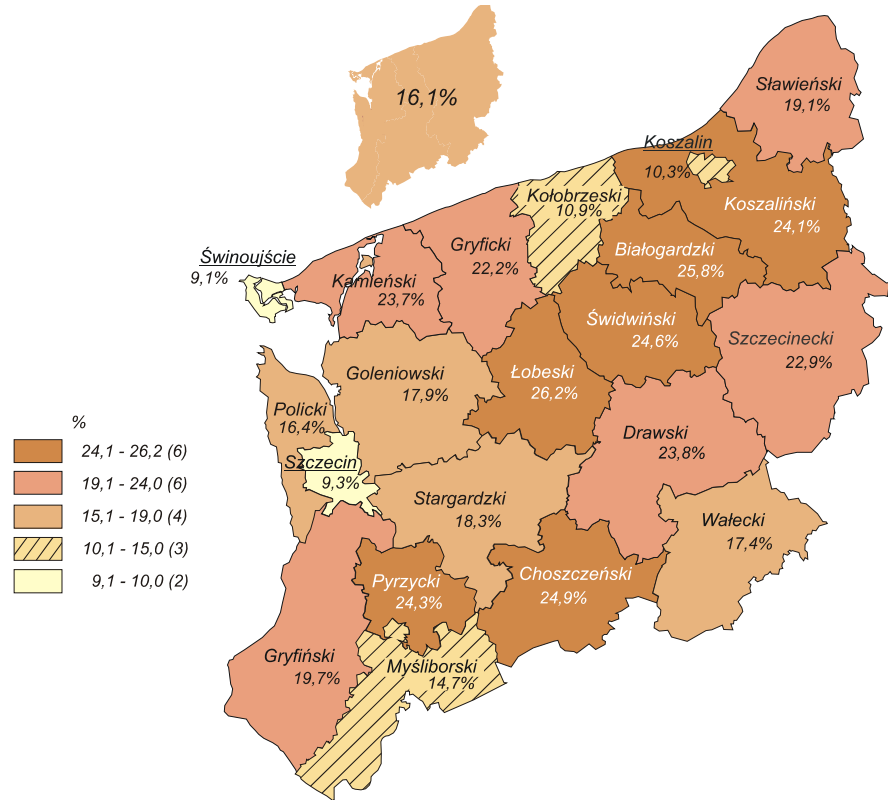 16,1%
Sławieński
19,1%
Koszalin
10,3%
Kołobrzeski
10,9%
Koszaliński
24,1%
Gryficki
22,2%
Białogardzki
25,8%
Świnoujście
9,1%
Kamieński
23,7%
Świdwiński
24,6%
Szczecinecki
22,9%
Goleniowski
17,9%
Łobeski
26,2%
Policki
16,4%
Drawski
23,8%
Szczecin
9,3%
Stargardzki
18,3%
Wałecki
17,4%
Pyrzycki
24,3%
Choszczeński
24,9%
Gryfiński
19,7%
Myśliborski
14,7%
%
24,1 - 26,2 (6)
19,1 - 24,0 (6)
15,1 - 19,0 (4)
10,1 - 15,0 (3)
9,1 - 10,0 (2)